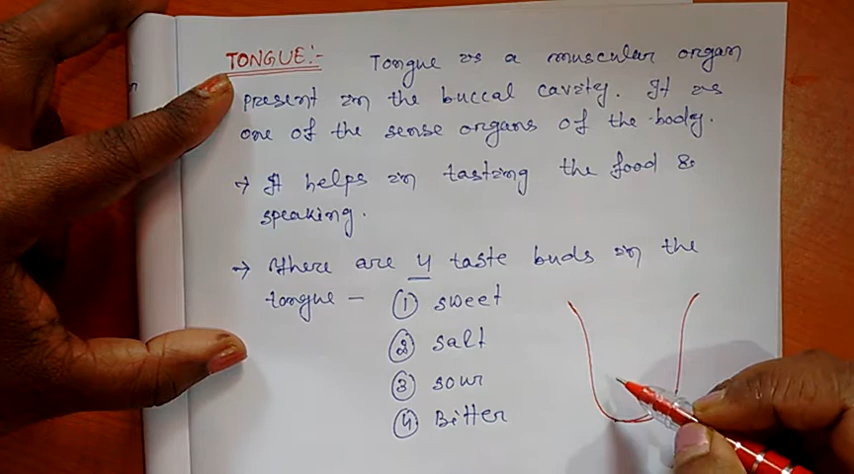 TONGUE:- Tongue is a muscular organ
present in the buccal cavity. It is
one of the sense organs of the body.
→ It helps in tasting the food &
speaking.
→ There are 4 taste buds in the
tongue – ① sweet
② salt
③ sour
④ Bitter